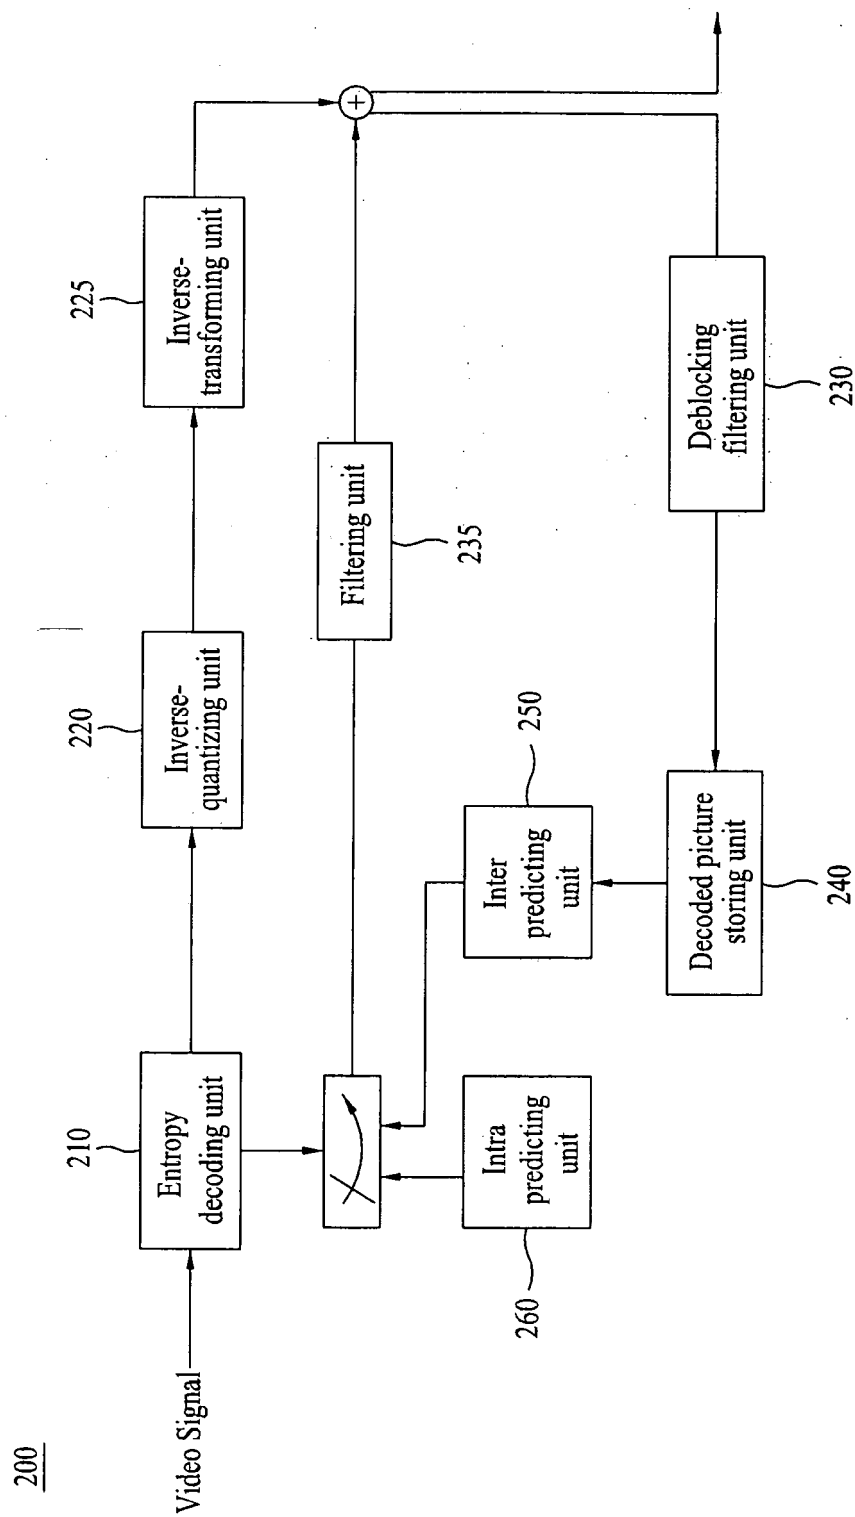 200
Video Signal
210
Entropy
decoding unit
220
Inverse-
quantizing unit
225
Inverse-
transforming unit
+
Filtering unit
235
Intra
predicting
unit
260
Inter
predicting
unit
250
Decoded picture
storing unit
240
Deblocking
filtering unit
230